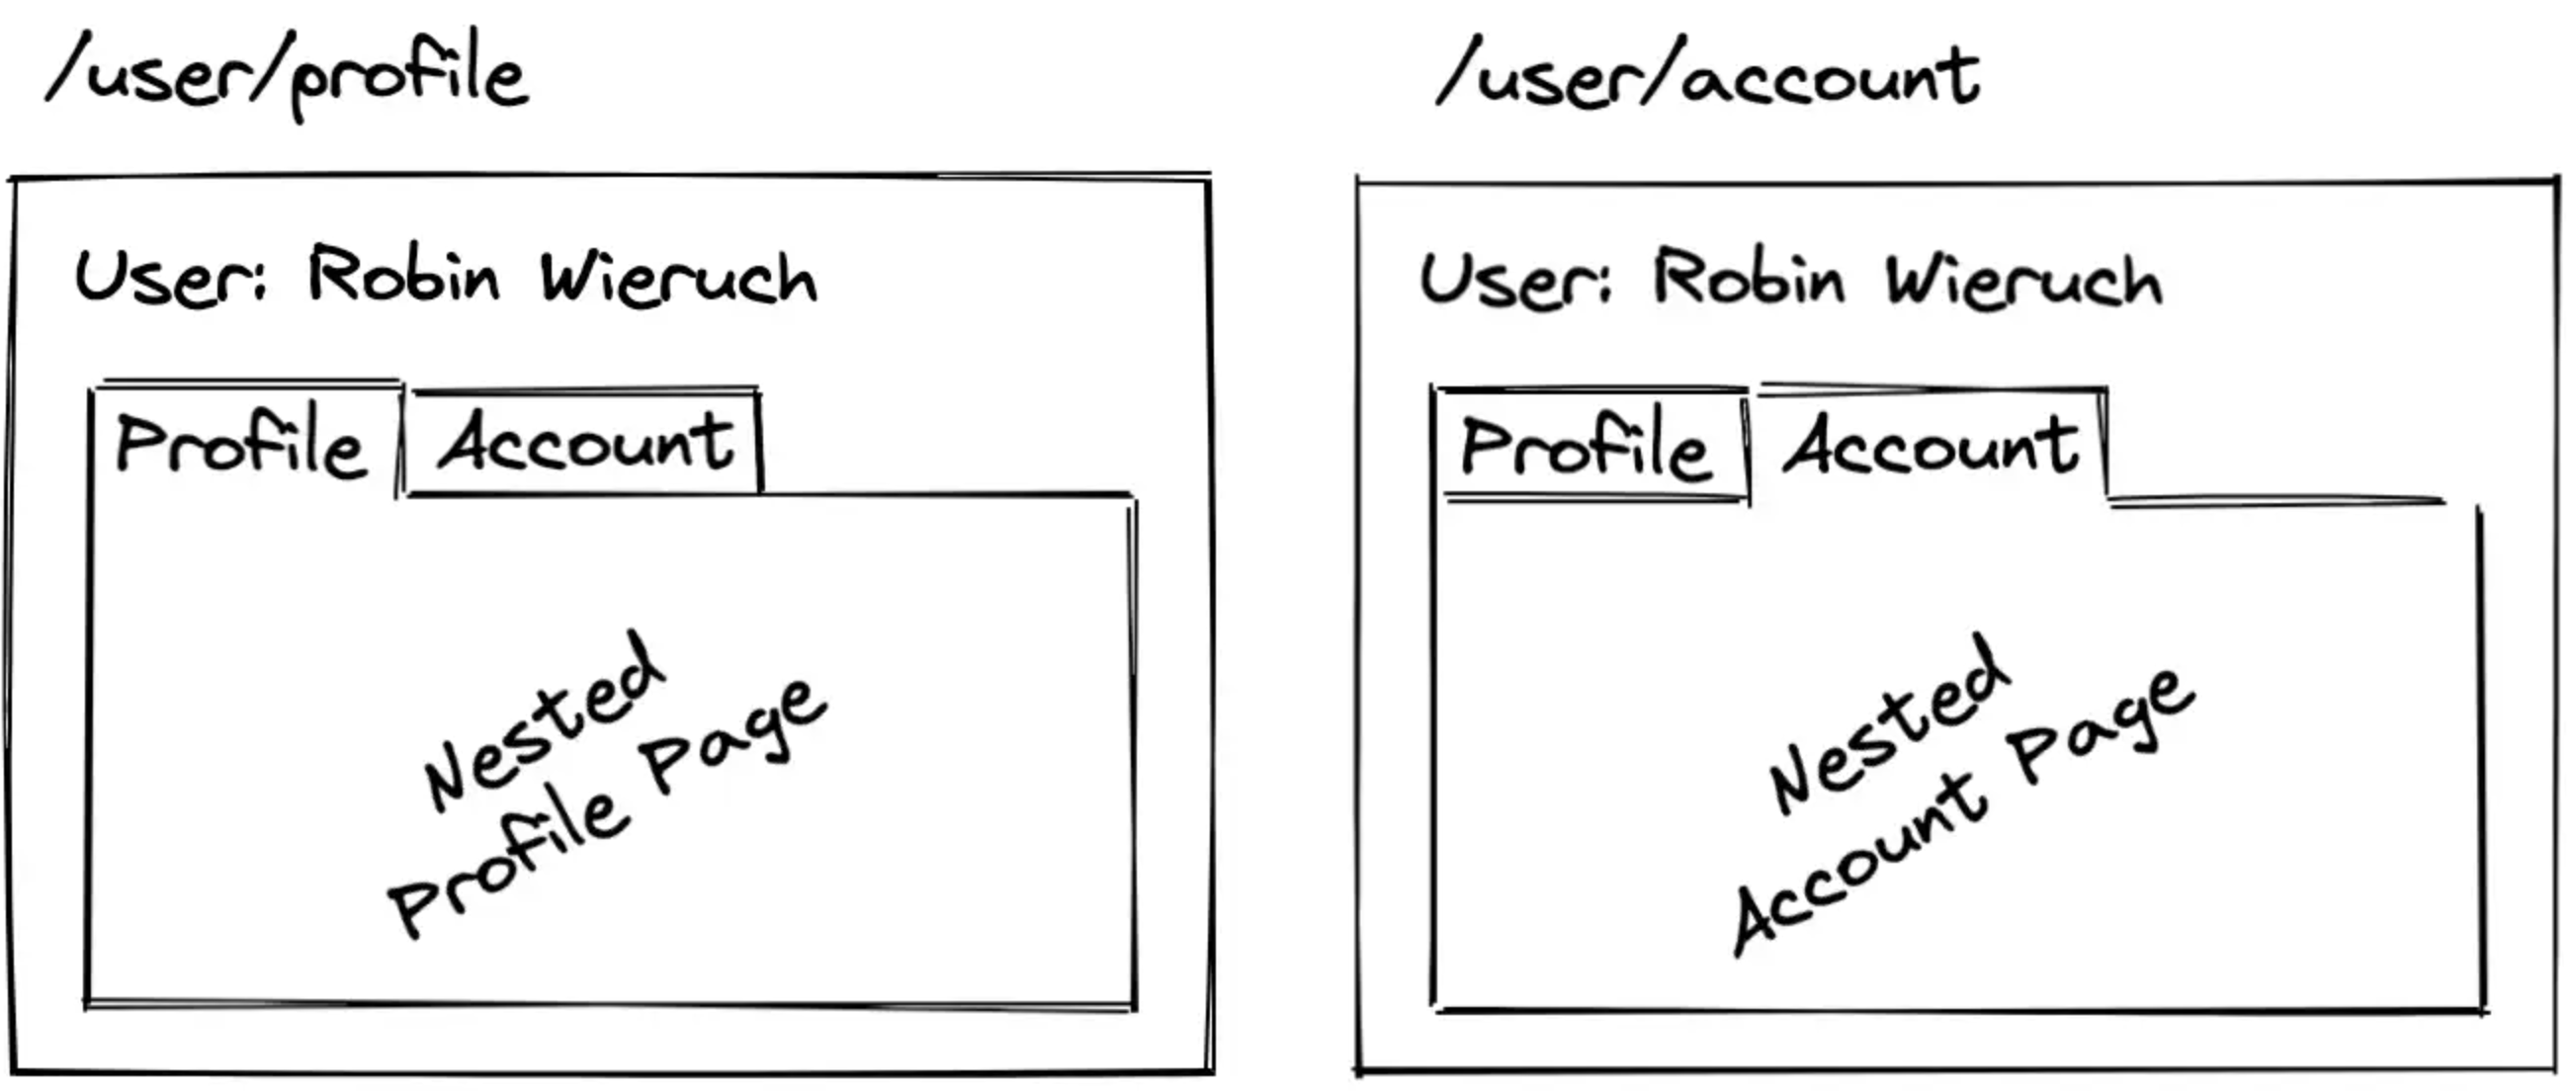 /user/profile
User: Robin Wieruch
Profile
Account
Nested
Profile Page
/user/account
User: Robin Wieruch
Profile
Account
Nested
Account Page